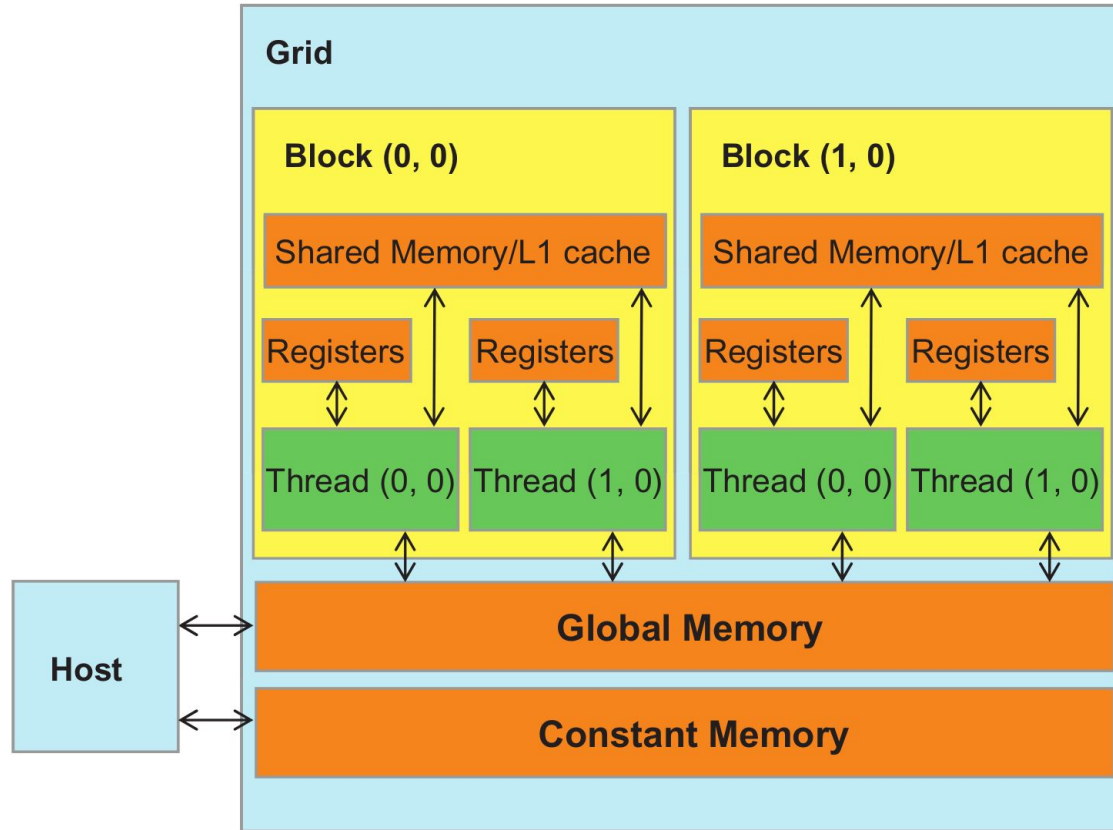 Grid
Block (0, 0)
Shared Memory/L1 cache
Registers
Registers
Thread (0, 0)
Thread (1, 0)
Block (1, 0)
Shared Memory/L1 cache
Registers
Registers
Thread (0, 0)
Thread (1, 0)
Host
Global Memory
Constant Memory